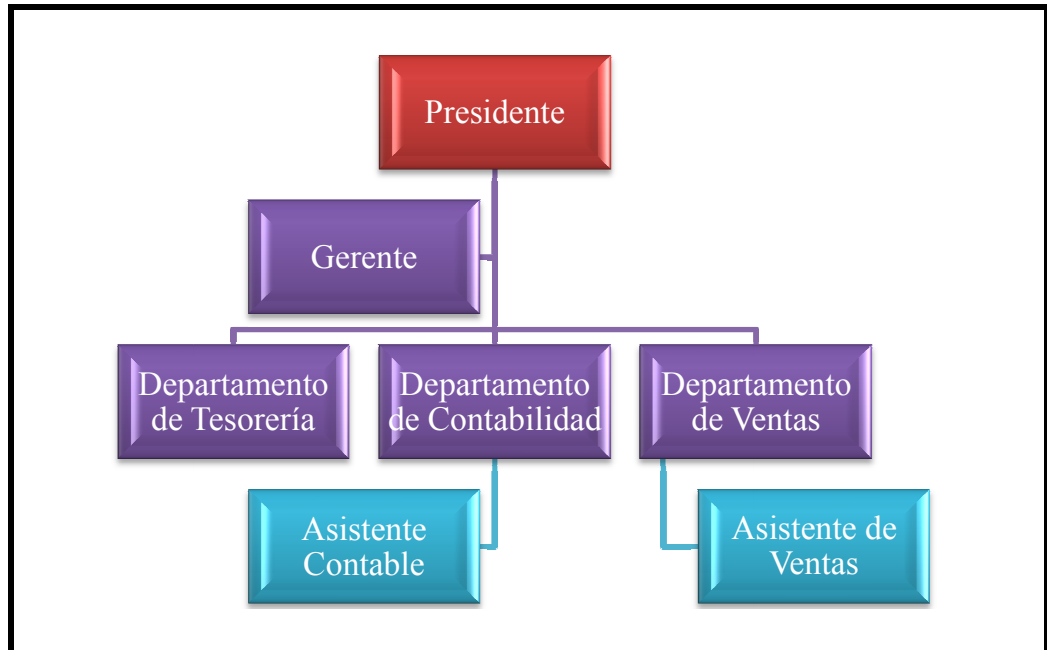 Presidente
Gerente
Departamento
de Tesorería
Departamento
de Contabilidad
Departamento
de Ventas
Asistente
Contable
Asistente de
Ventas